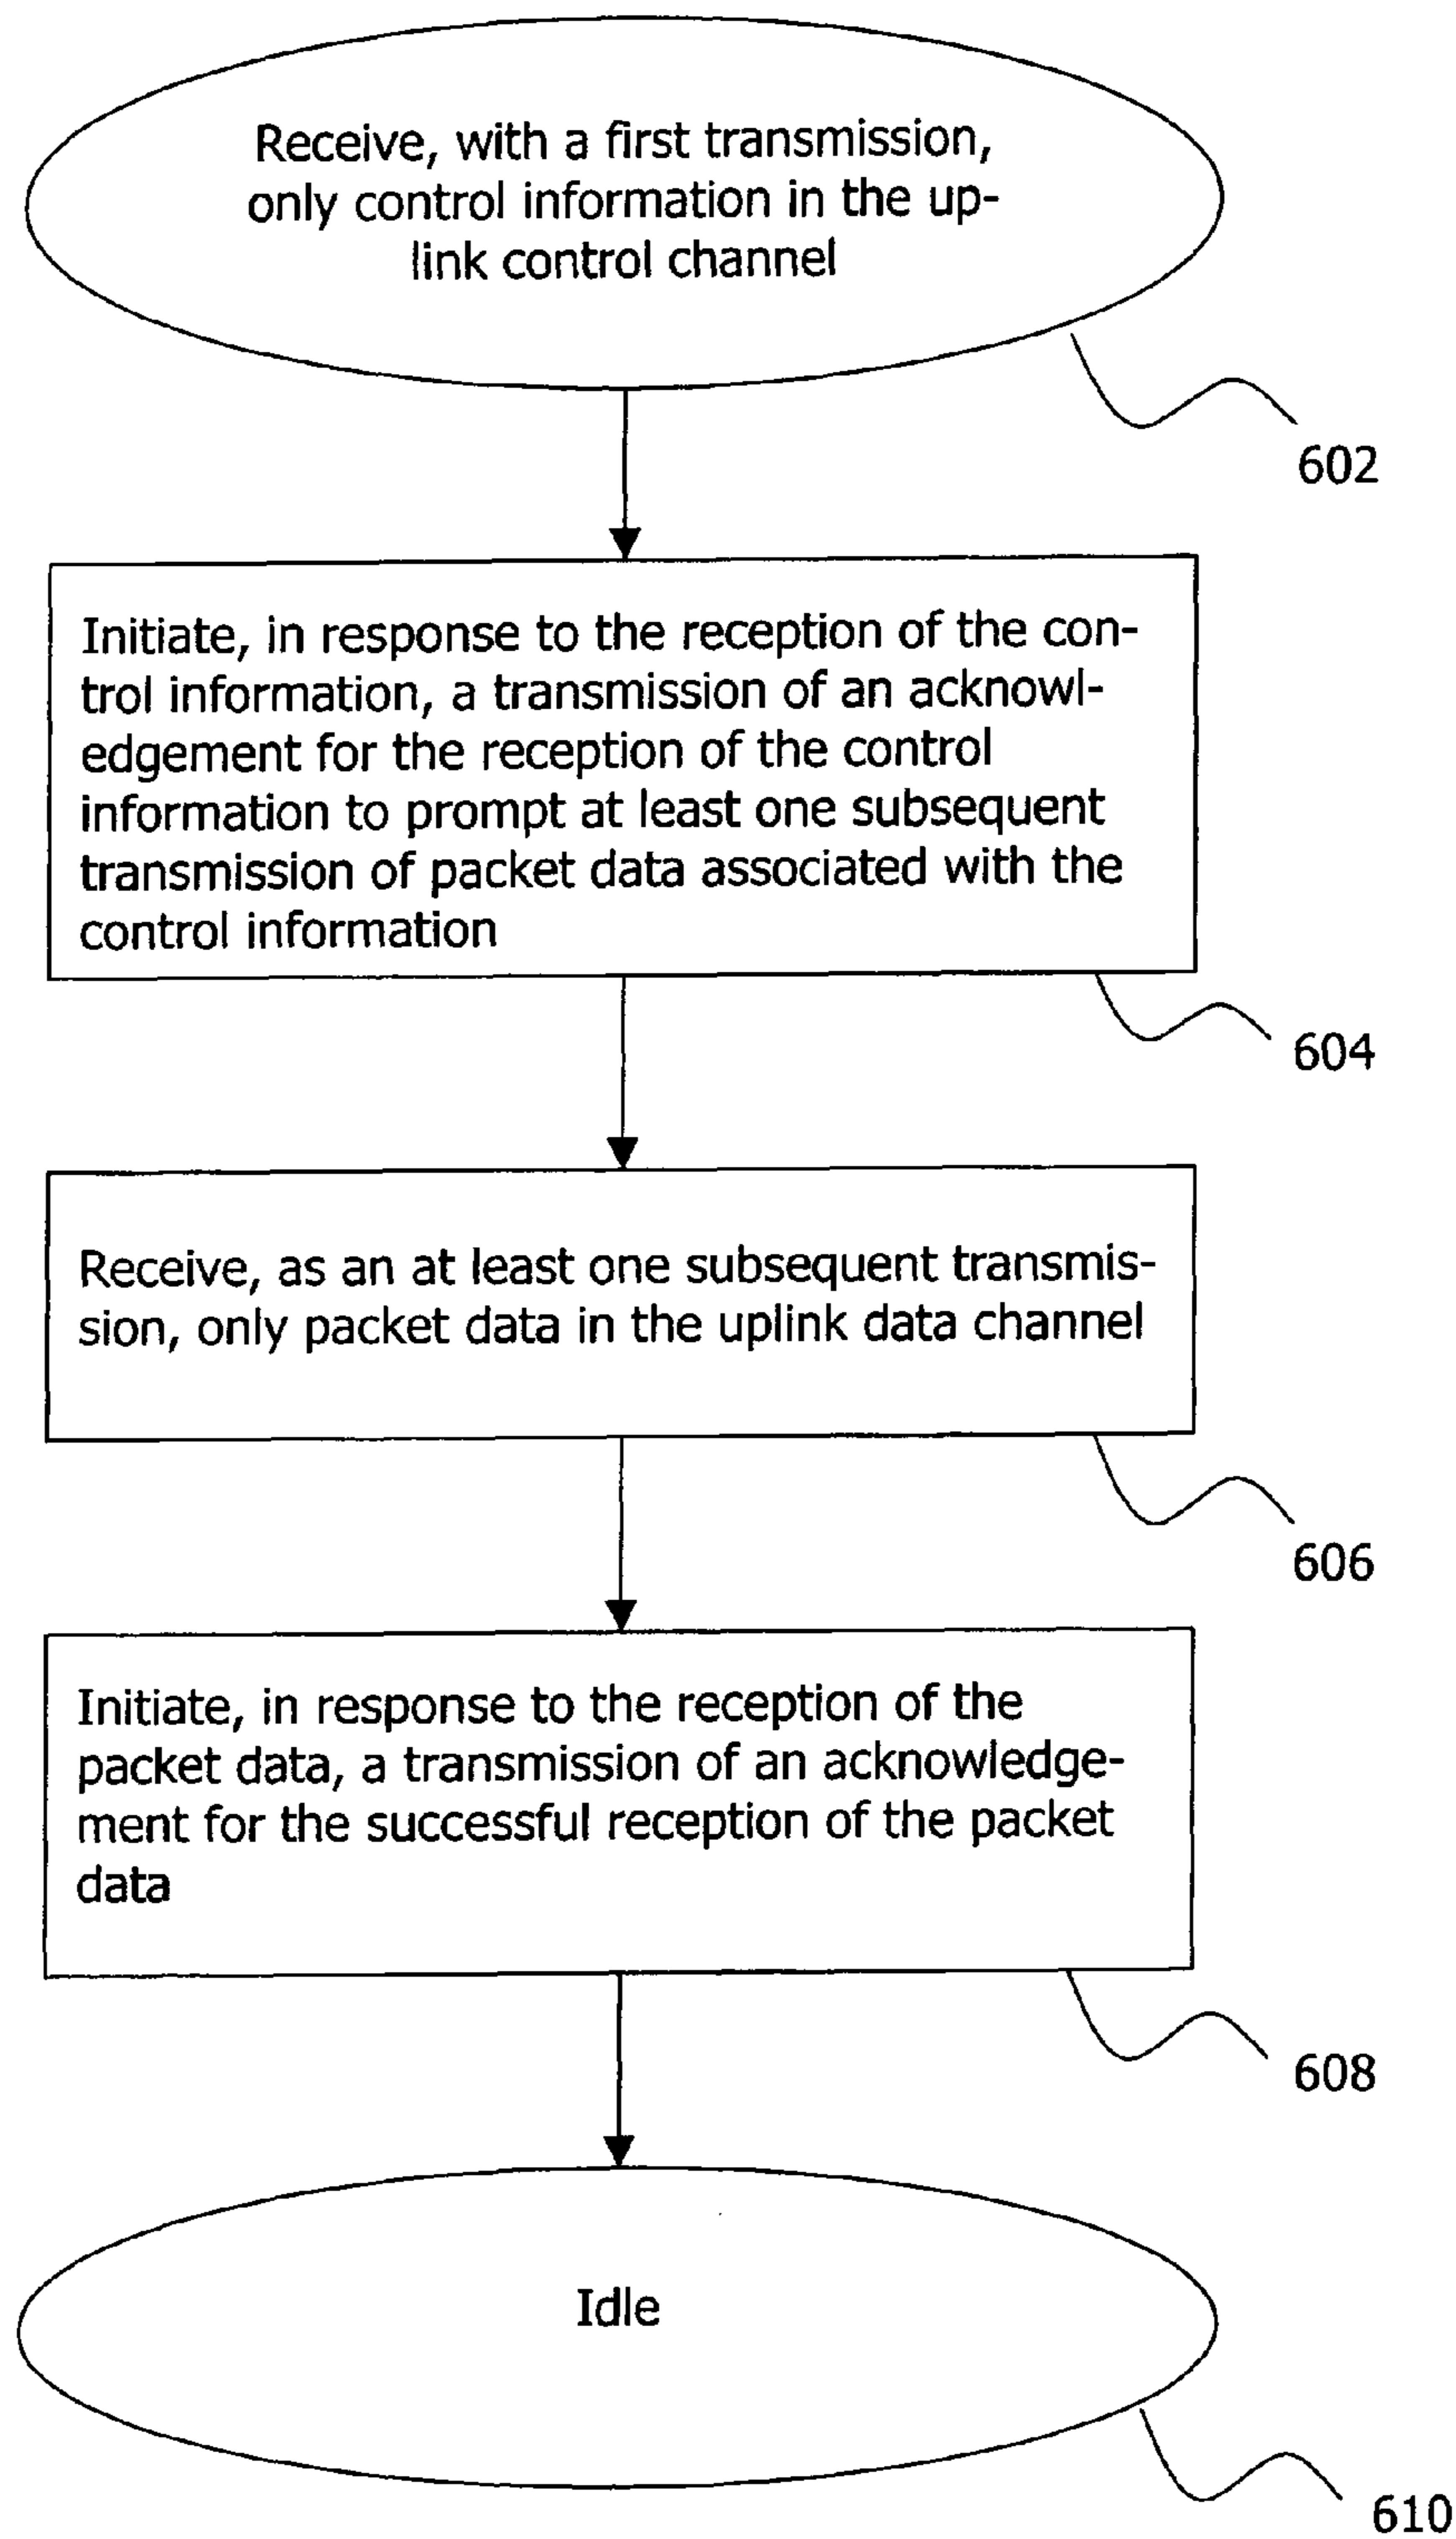 Receive, with a first transmission,
only control information in the up-
link control channel
602
Initiate, in response to the reception of the con-
trol information, a transmission of an acknowl-
edgement for the reception of the control
information to prompt at least one subsequent
transmission of packet data associated with the
control information
604
Receive, as an at least one subsequent transmis-
sion, only packet data in the uplink data channel
606
Initiate, in response to the reception of the
packet data, a transmission of an acknowledge-
ment for the successful reception of the packet
data
608
Idle
610